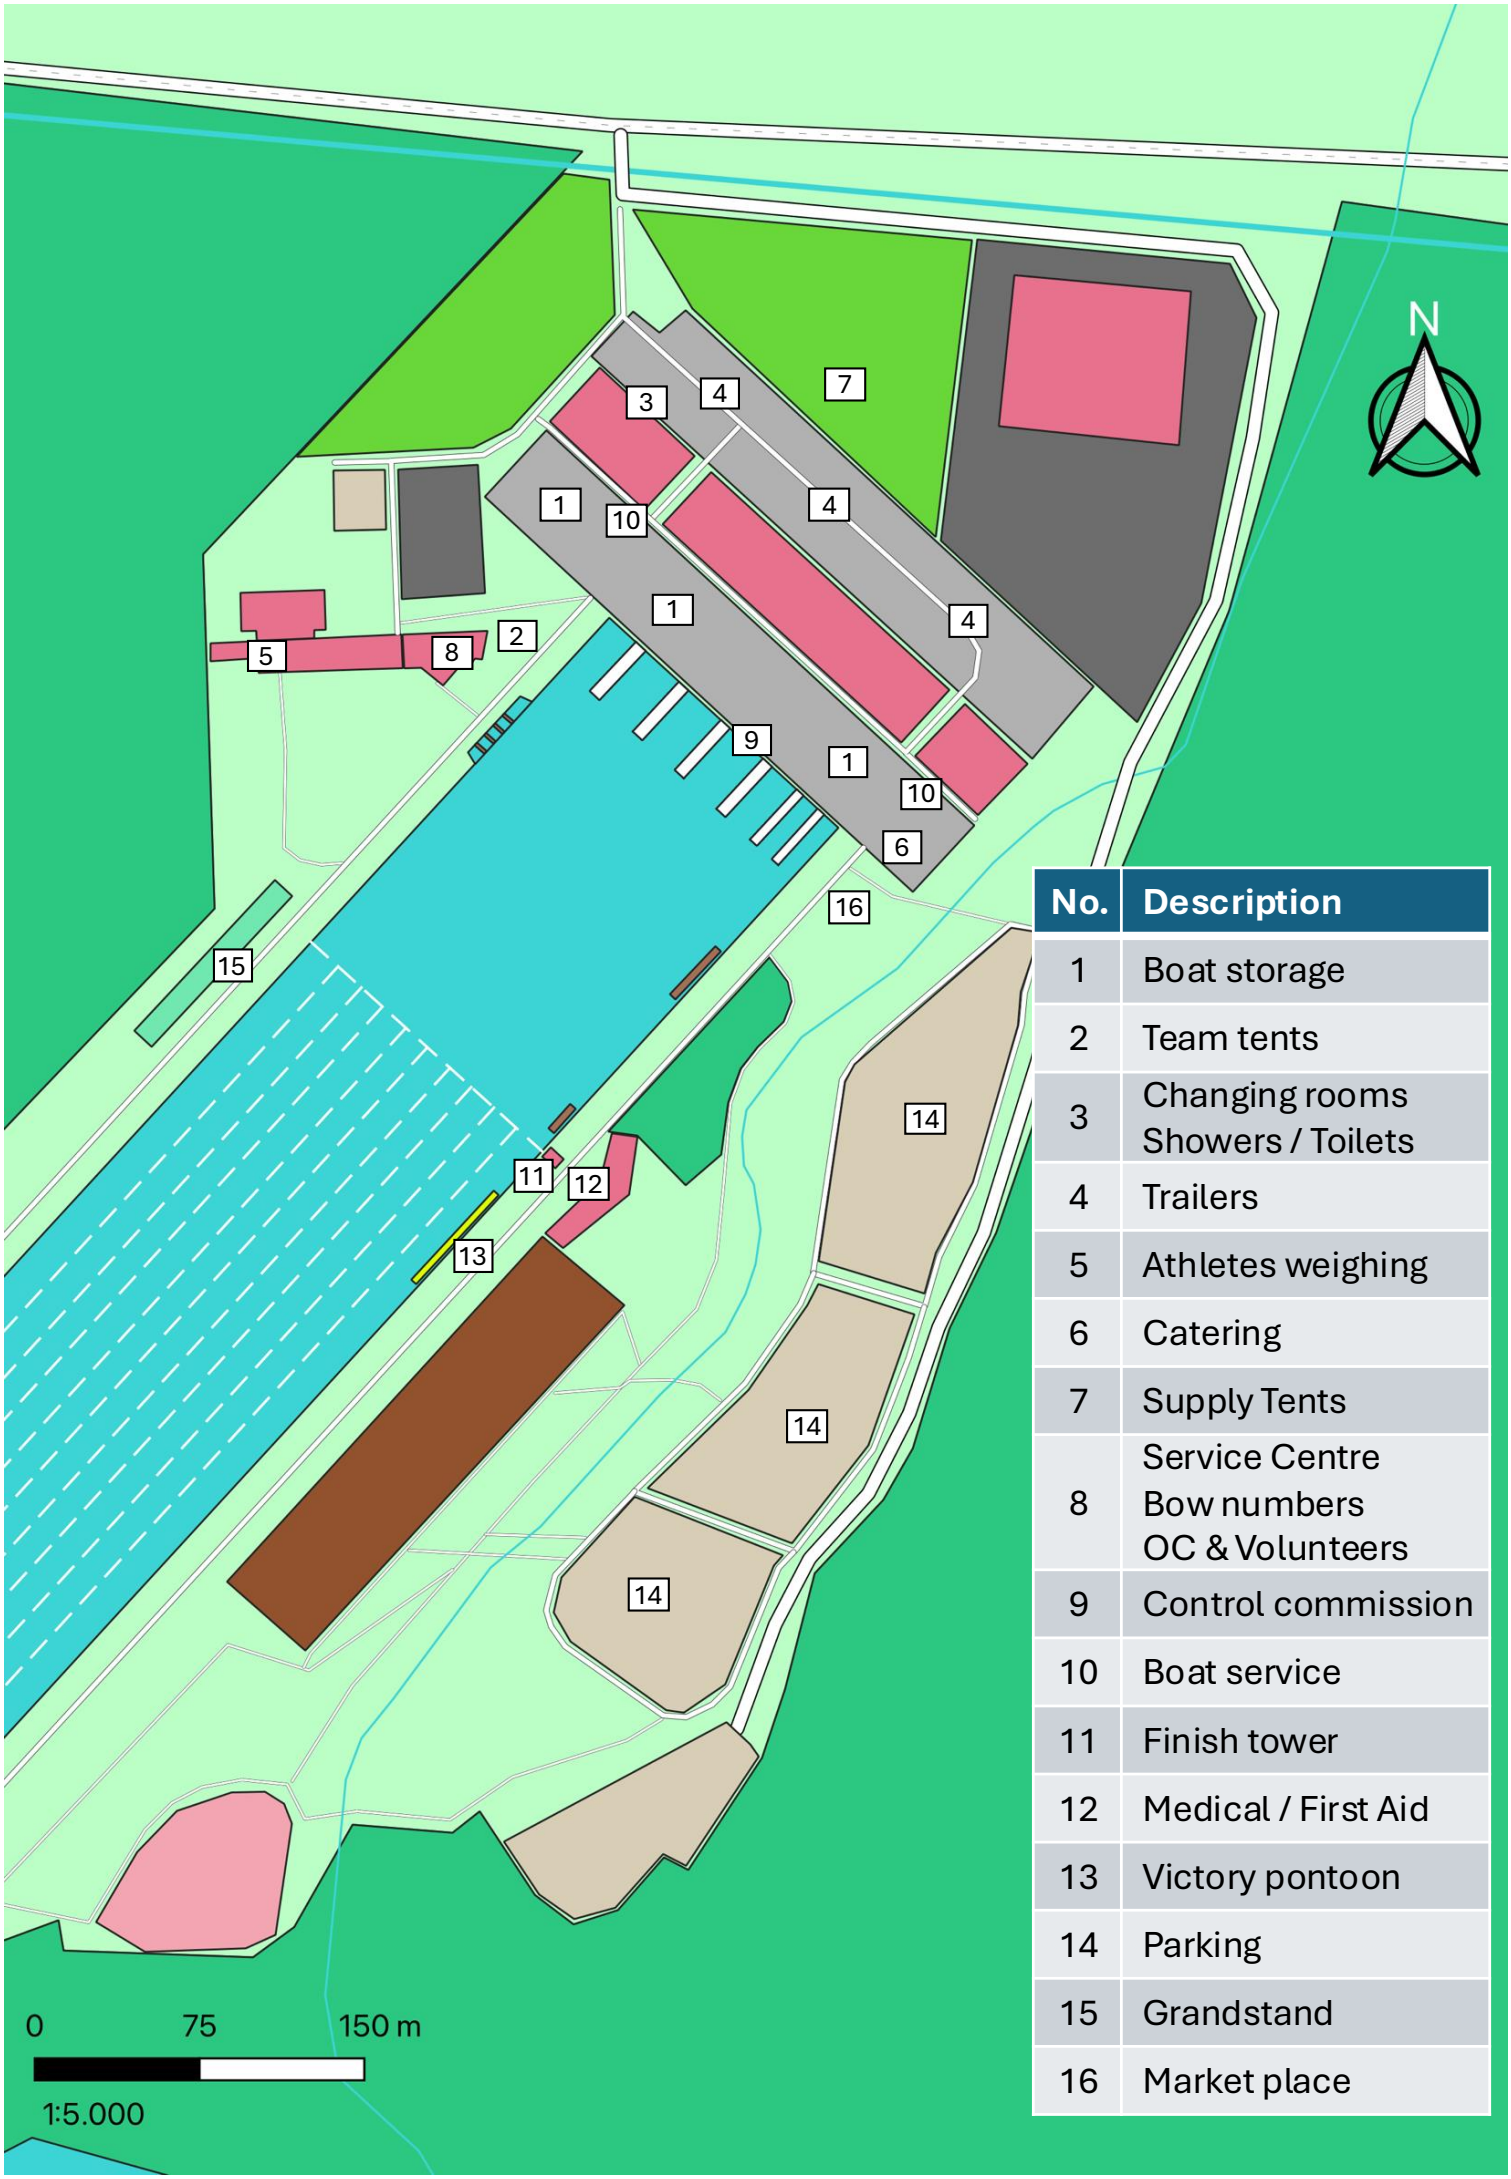 N
7
3
4
1
10
4
1
4
2
5
8
9
1
10
6
16
15
14
11
12
13
14
14
No. Description
1 Boat storage
2 Team tents
3 Changing rooms
Showers / Toilets
4 Trailers
5 Athletes weighing
6 Catering
7 Supply Tents
8 Service Centre
Bow numbers
OC & Volunteers
9 Control commission
10 Boat service
11 Finish tower
12 Medical / First Aid
13 Victory pontoon
14 Parking
15 Grandstand
16 Market place
0 75 150 m
1:5.000